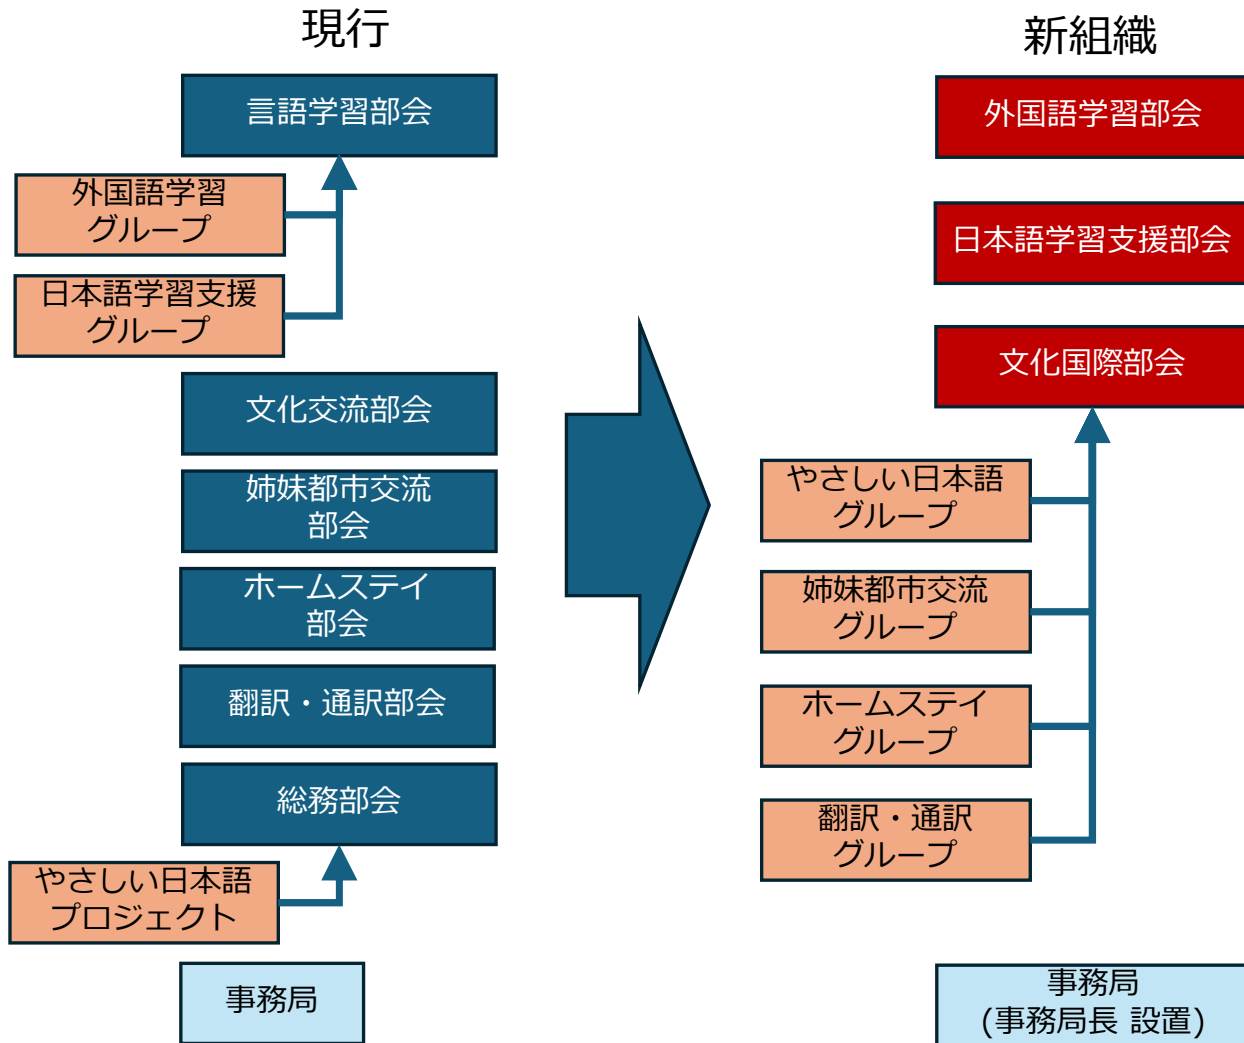 現行
言語学習部会
外国語学習
グループ
日本語学習支援
グループ
文化交流部会
姉妹都市交流
部会
ホームステイ
部会
翻訳・通訳部会
総務部会
やさしい日本語
プロジェクト
事務局
新組織
外国語学習部会
日本語学習支援部会
文化国際部会
やさしい日本語
グループ
姉妹都市交流
グループ
ホームステイ
グループ
翻訳・通訳
グループ
事務局
(事務局長 設置)